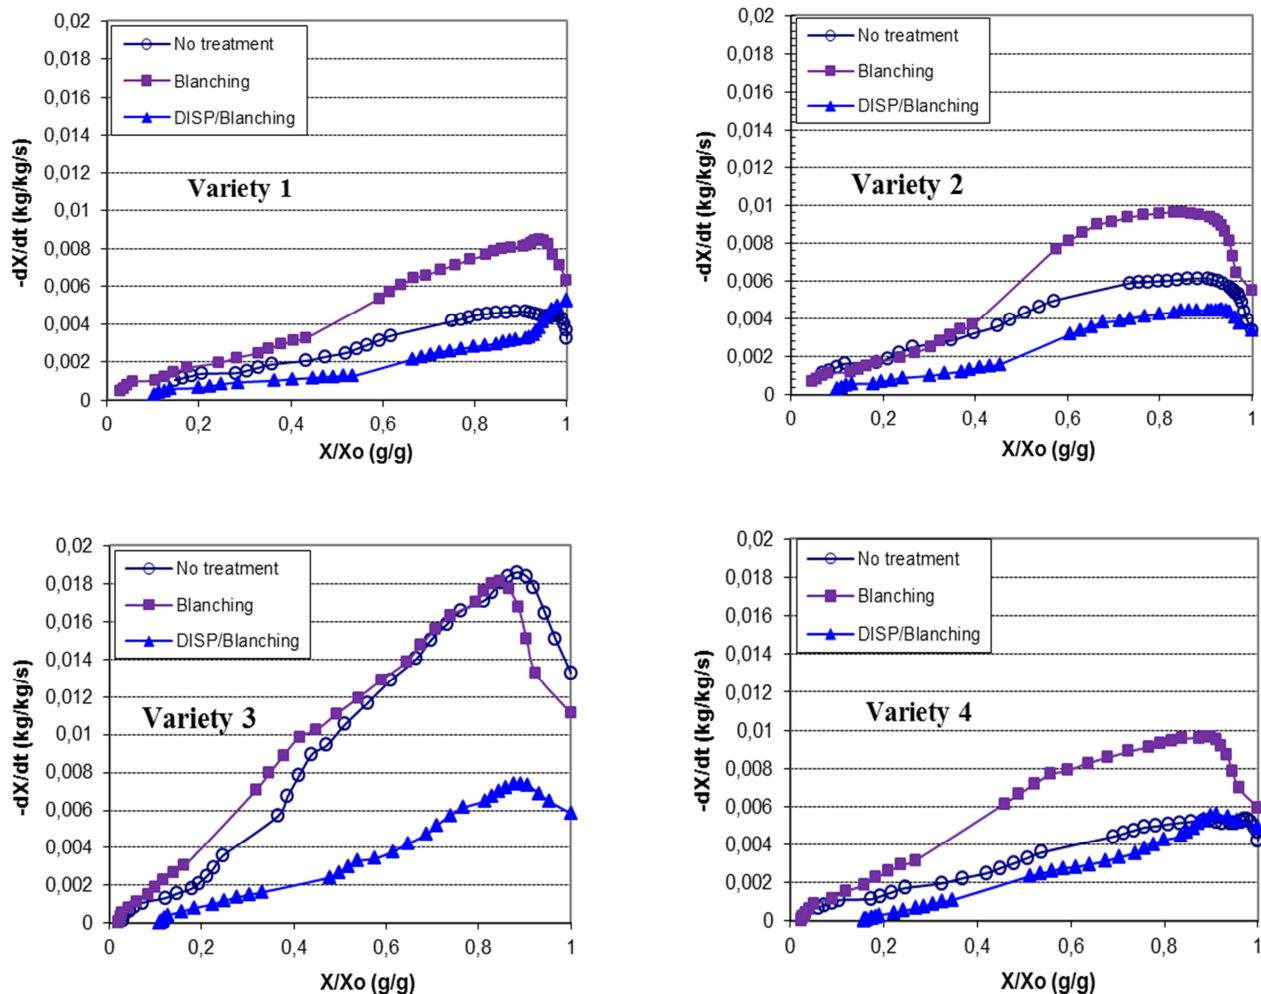 0,02
0,018
0,016
0,014
0,012
0,01
0,008
0,006
0,004
0,002
0
-dX/dt (kg/kg/s)
No treatment
Blanching
DISP/Blanching
Variety 1
0 0,2 0,4 0,6 0,8 1
X/Xo (g/g)
0,02
0,018
0,016
0,014
0,012
0,01
0,008
0,006
0,004
0,002
0
-dX/dt (kg/kg/s)
No treatment
Blanching
DISP/Blanching
Variety 2
0 0,2 0,4 0,6 0,8 1
X/Xo (g/g)
0,02
0,018
0,016
0,014
0,012
0,01
0,008
0,006
0,004
0,002
0
-dX/dt (kg/kg/s)
No treatment
Blanching
DISP/Blanching
Variety 3
0 0,2 0,4 0,6 0,8 1
X/Xo (g/g)
0,02
0,018
0,016
0,014
0,012
0,01
0,008
0,006
0,004
0,002
0
-dX/dt (kg/kg/s)
No treatment
Blanching
DISP/Blanching
Variety 4
0 0,2 0,4 0,6 0,8 1
X/Xo (g/g)